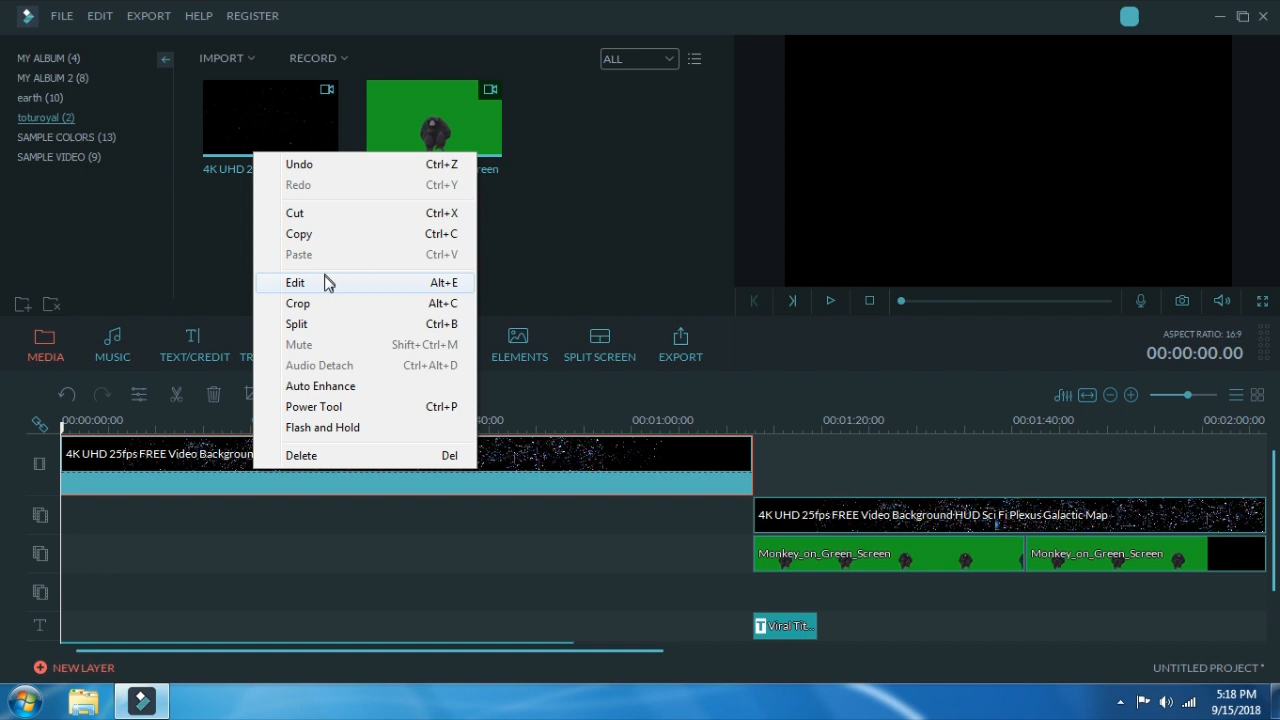 FILE EDIT EXPORT HELP REGISTER
MY ALBUM (4)
MY ALBUM 2 (8)
earth (10)
toturoyal (2)
SAMPLE COLORS (13)
SAMPLE VIDEO (9)
IMPORT RECORD ALL
4K UHD 2 reen
Undo Ctrl+Z
Redo Ctrl+Y
Cut Ctrl+X
Copy Ctrl+C
Paste Ctrl+V
Edit Alt+E
Crop Alt+C
Split Ctrl+B
Mute Shift+Ctrl+M
Audio Detach Ctrl+Alt+D
Auto Enhance
Power Tool Ctrl+P
Flash and Hold
Delete Del
MEDIA MUSIC TEXT/CREDIT TR ELEMENTS SPLIT SCREEN EXPORT
ASPECT RATIO: 16:9
00:00:00.00
00:00:00:00 40:00 00:01:00:00 00:01:20:00 00:01:40:00 00:02:00:00
4K UHD 25fps FREE Video Backgroun
4K UHD 25fps FREE Video Background HUD Sci Fi Plexus Galactic Map
Monkey_on_Green_Screen Monkey_on_Green_Screen
T T Viral Tit...
NEW LAYER UNTITLED PROJECT*
5:18 PM
9/15/2018